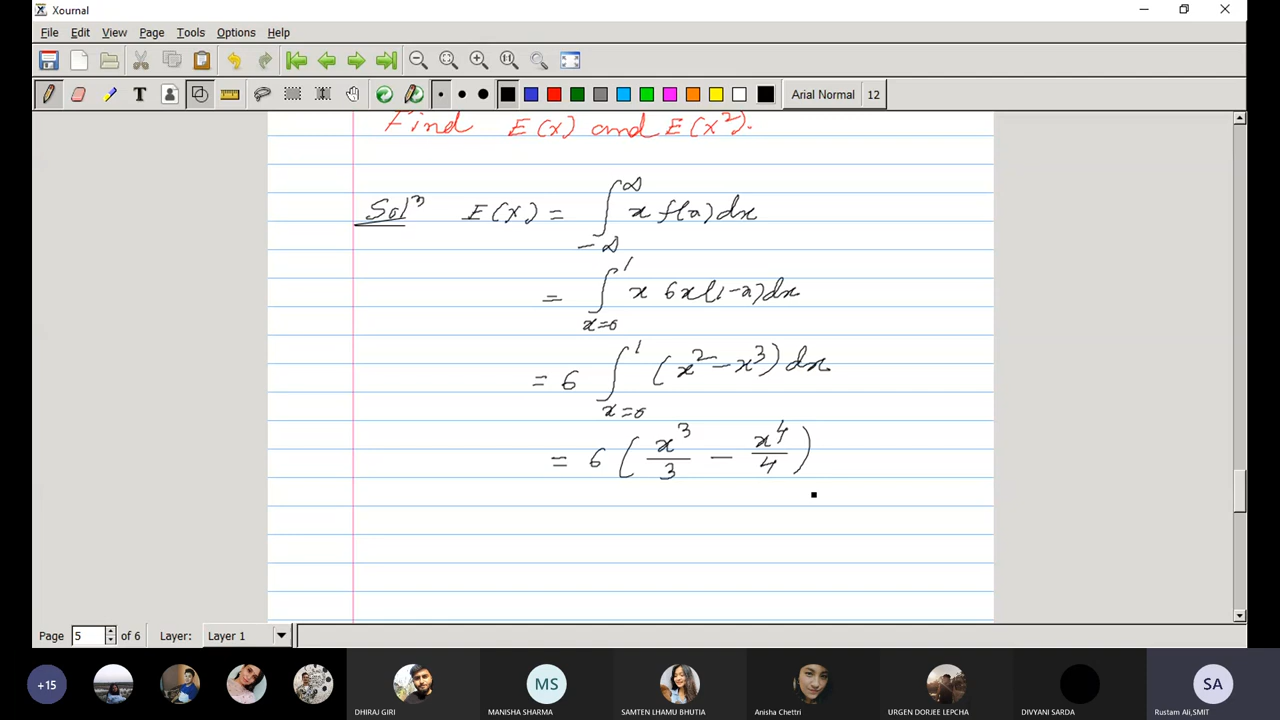 Xournal
File Edit View Page Tools Options Help
Arial Normal 12
Find E(x) and E(x²).
Solⁿ E(X) = ∫_{-∞}^{∞} x f(x) dx
= ∫_{x=0}^{1} x 6x(1-x) dx
= 6 ∫_{x=0}^{1} (x² - x³) dx
= 6 ( x³/3 - x⁴/4 )
Page 5 of 6 Layer: Layer 1
+15
MS
SA
DHIRAJ GIRI
MANISHA SHARMA
SAMTEN LHAMU BHUTIA
Anisha Chettri
URGEN DORJEE LEPCHA
DIVYANI SARDA
Rustam Ali,SMIT